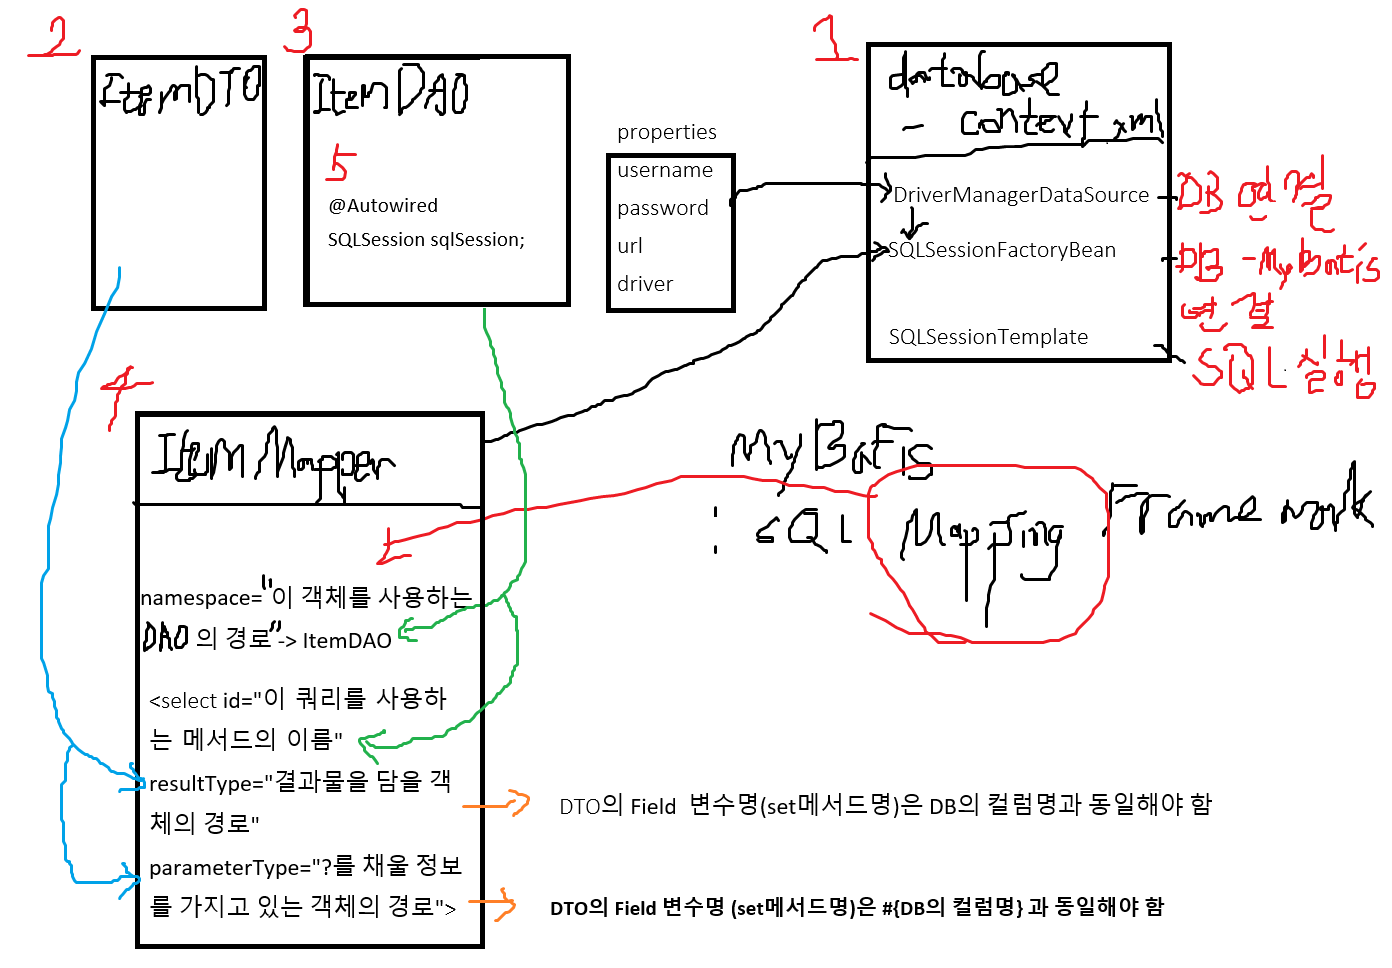 2
ItemDTO
3
ItemDAO
5
@Autowired
SQLSession sqlSession;
properties
username
password
url
driver
1
database
- context.xml
DriverManagerDataSource
DB 연결
SQLSessionFactoryBean
DB - MyBatis
연결
SQLSessionTemplate
SQL 실행
4
Item Mapper
namespace="이 객체를 사용하는
DAO 의 경로"-> ItemDAO
<select id="이 쿼리를 사용하
는 메서드의 이름"
resultType="결과물을 담을 객
체의 경로"
parameterType="?를 채울 정보
를 가지고 있는 객체의 경로">
MyBatis
: SQL Mapping Framework
DTO의 Field 변수명(set메서드명)은 DB의 컬럼명과 동일해야 함
DTO의 Field 변수명 (set메서드명)은 #{DB의 컬럼명} 과 동일해야 함